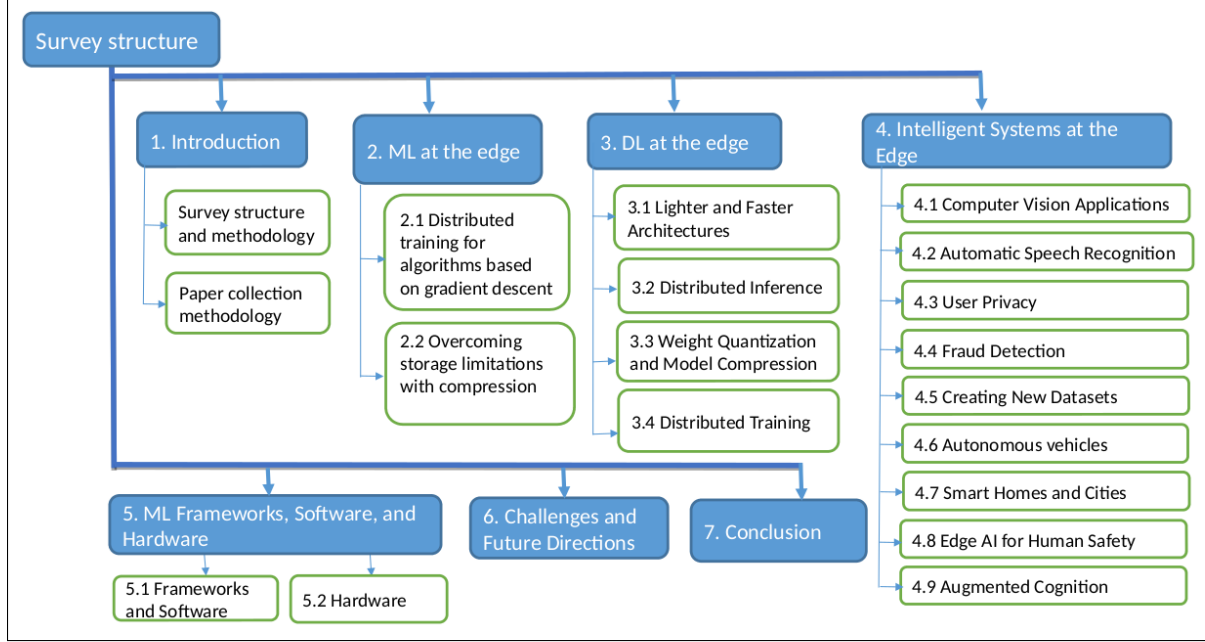 Survey structure
1. Introduction
Survey structure
and methodology
Paper collection
methodology
2. ML at the edge
2.1 Distributed
training for
algorithms based
on gradient descent
2.2 Overcoming
storage limitations
with compression
3. DL at the edge
3.1 Lighter and Faster
Architectures
3.2 Distributed Inference
3.3 Weight Quantization
and Model Compression
3.4 Distributed Training
4. Intelligent Systems at the
Edge
4.1 Computer Vision Applications
4.2 Automatic Speech Recognition
4.3 User Privacy
4.4 Fraud Detection
4.5 Creating New Datasets
4.6 Autonomous vehicles
4.7 Smart Homes and Cities
4.8 Edge AI for Human Safety
4.9 Augmented Cognition
5. ML Frameworks, Software, and
Hardware
5.1 Frameworks
and Software
5.2 Hardware
6. Challenges and
Future Directions
7. Conclusion